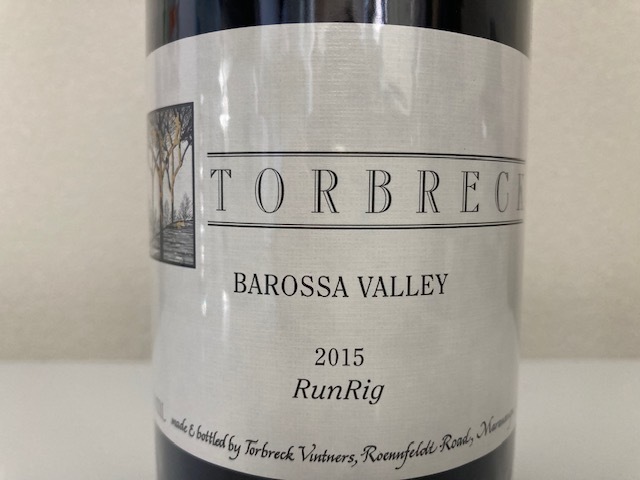 TORBRECK
BAROSSA VALLEY
2015
RunRig
made & bottled by Torbreck Vintners, Roennfeldt Road,